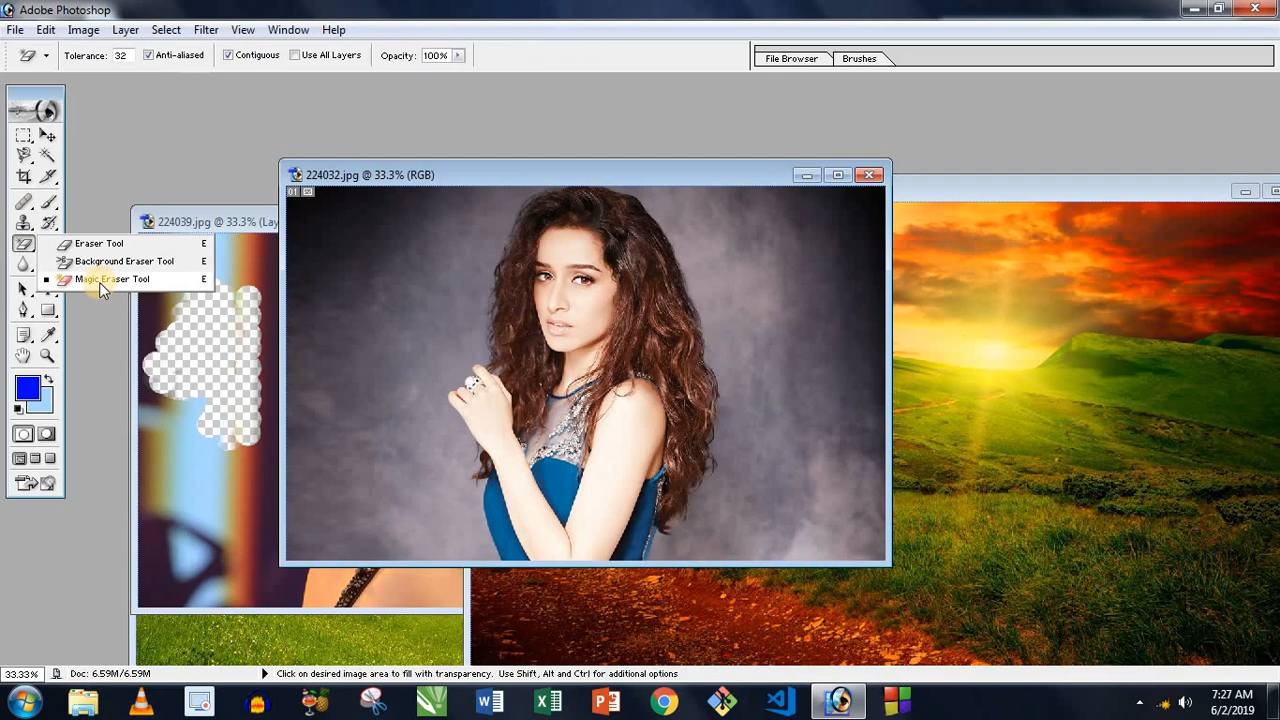 Adobe Photoshop
File Edit Image Layer Select Filter View Window Help
Tolerance: 32 Anti-aliased Contiguous Use All Layers Opacity: 100% File Browser Brushes
224032.jpg @ 33.3% (RGB)
01
224039.jpg @ 33.3% (Lay
Eraser Tool E
Background Eraser Tool E
Magic Eraser Tool E
33.33% Doc: 6.59M/6.59M Click on desired image area to fill with transparency. Use Shift, Alt and Ctrl for additional options
7:27 AM
6/2/2019